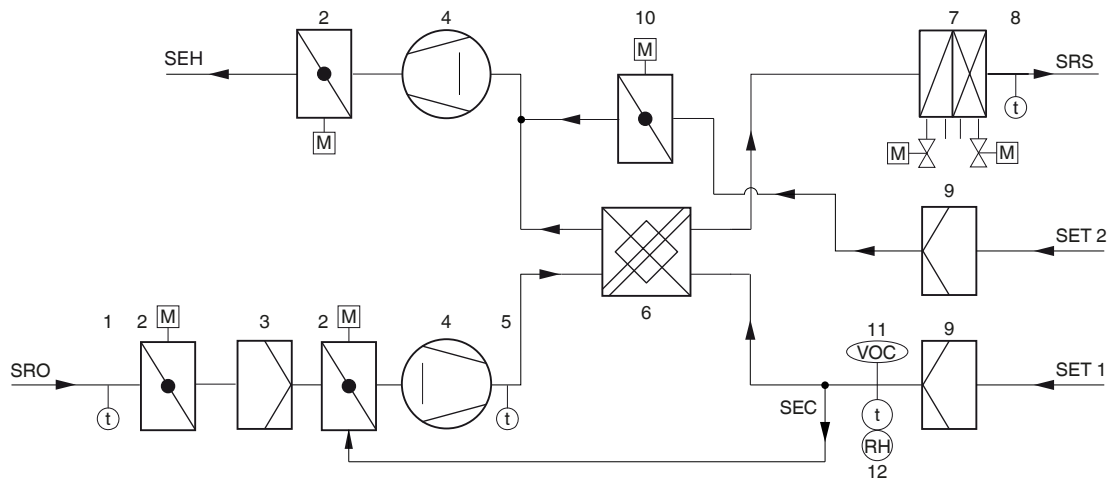 2 4 10 7 8
M
SEH SRS
t
M
M M
9
SET 2
6
1 2 M 3 2 M 4 5 11 9
VOC
SRO SET 1
SEC
t t t
RH
12